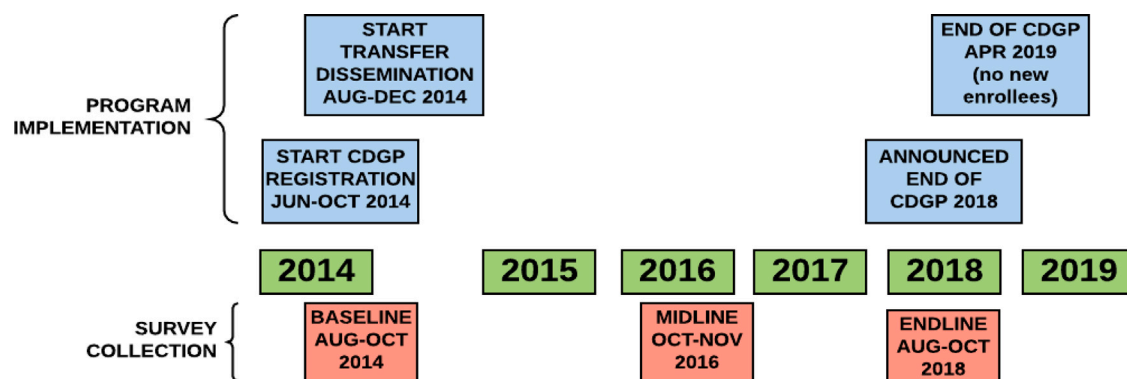 PROGRAM
IMPLEMENTATION
START
TRANSFER
DISSEMINATION
AUG-DEC 2014
END OF CDGP
APR 2019
(no new
enrollees)
START CDGP
REGISTRATION
JUN-OCT 2014
ANNOUNCED
END OF
CDGP 2018
2014
2015
2016
2017
2018
2019
SURVEY
COLLECTION
BASELINE
AUG-OCT
2014
MIDLINE
OCT-NOV
2016
ENDLINE
AUG-OCT
2018